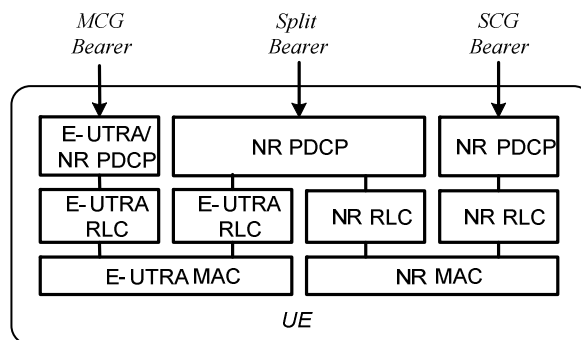 MCG
Bearer
Split
Bearer
SCG
Bearer
E-UTRA/
NR PDCP
NR PDCP
NR PDCP
E-UTRA
RLC
E-UTRA
RLC
NR RLC
NR RLC
E-UTRA MAC
NR MAC
UE